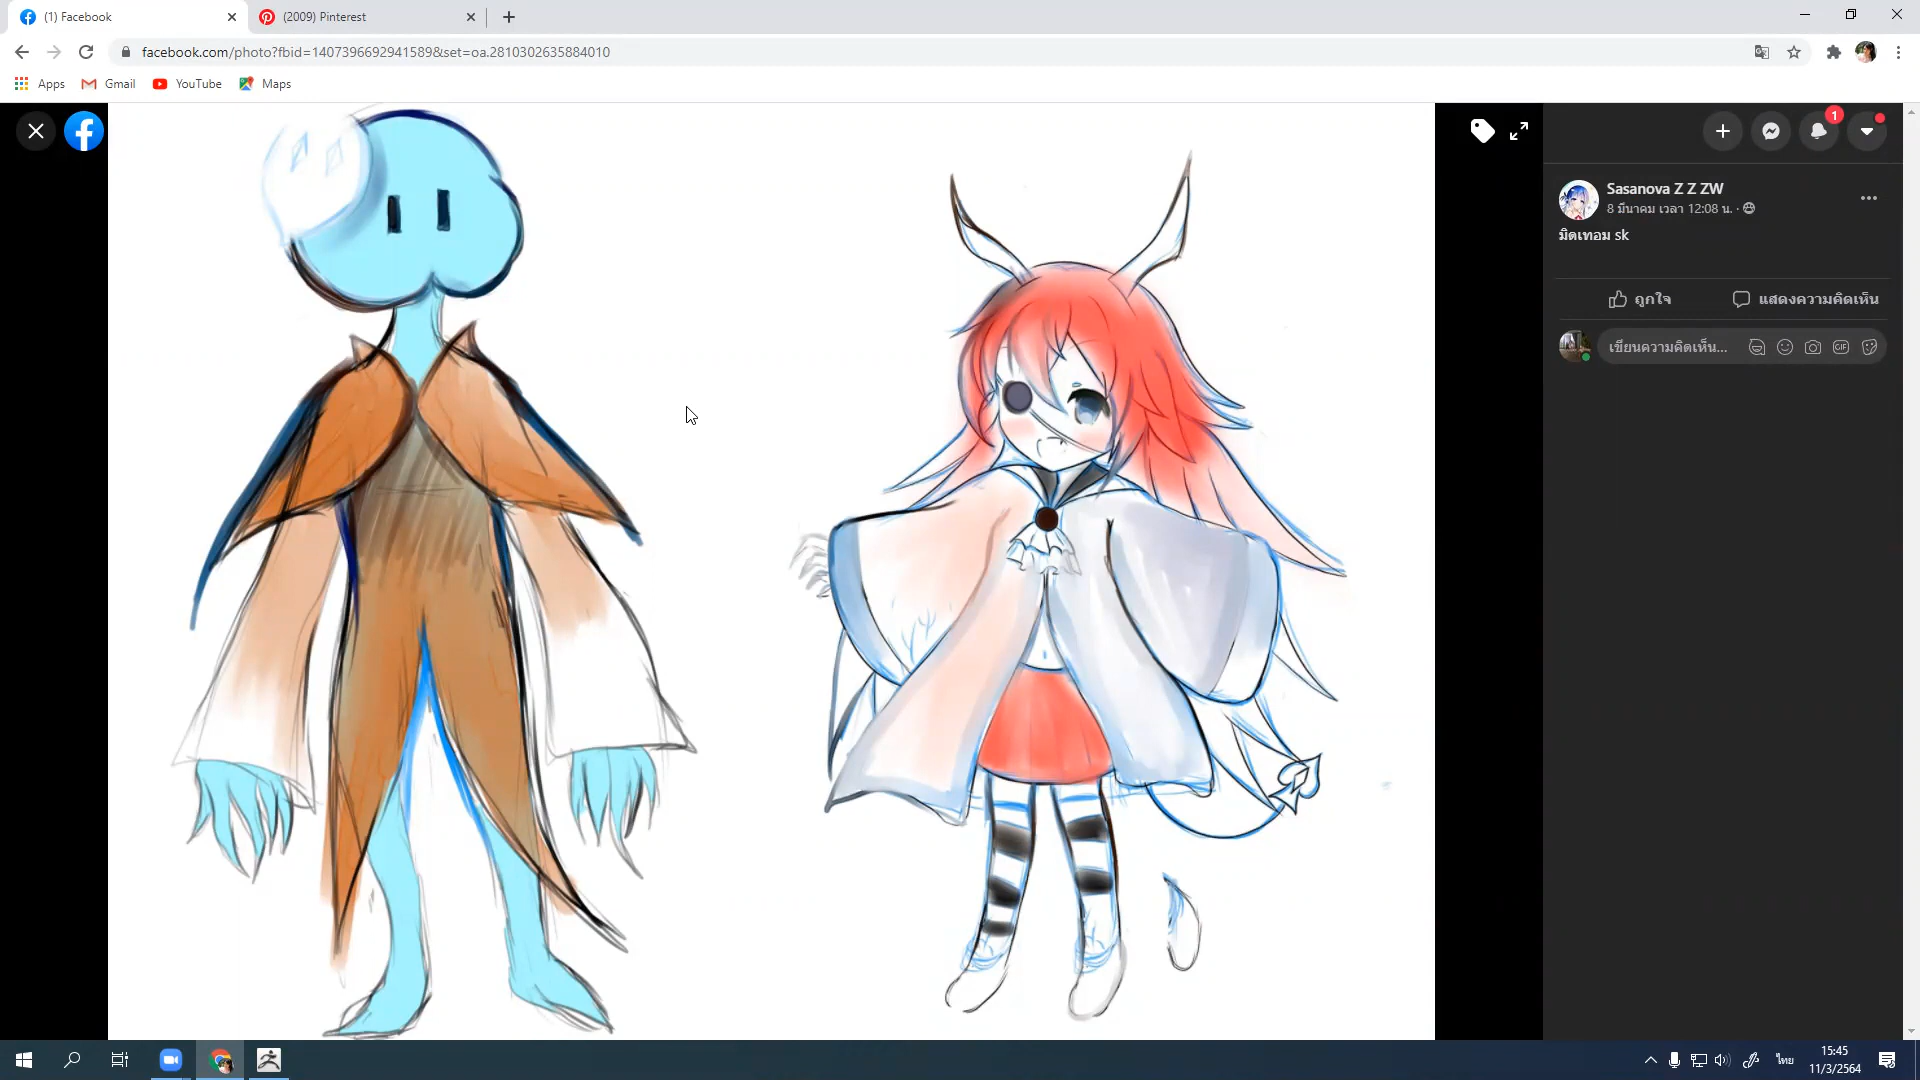 (1) Facebook
(2009) Pinterest
facebook.com/photo?fbid=1407396692941589&set=oa.2810302635884010
Apps
Gmail
YouTube
Maps
1
Sasanova Z Z ZW
8 มีนาคม เวลา 12:08 น. ·
มิดเทอม sk
ถูกใจ
แสดงความคิดเห็น
เขียนความคิดเห็น...
GIF
ไทย
15:45
11/3/2564